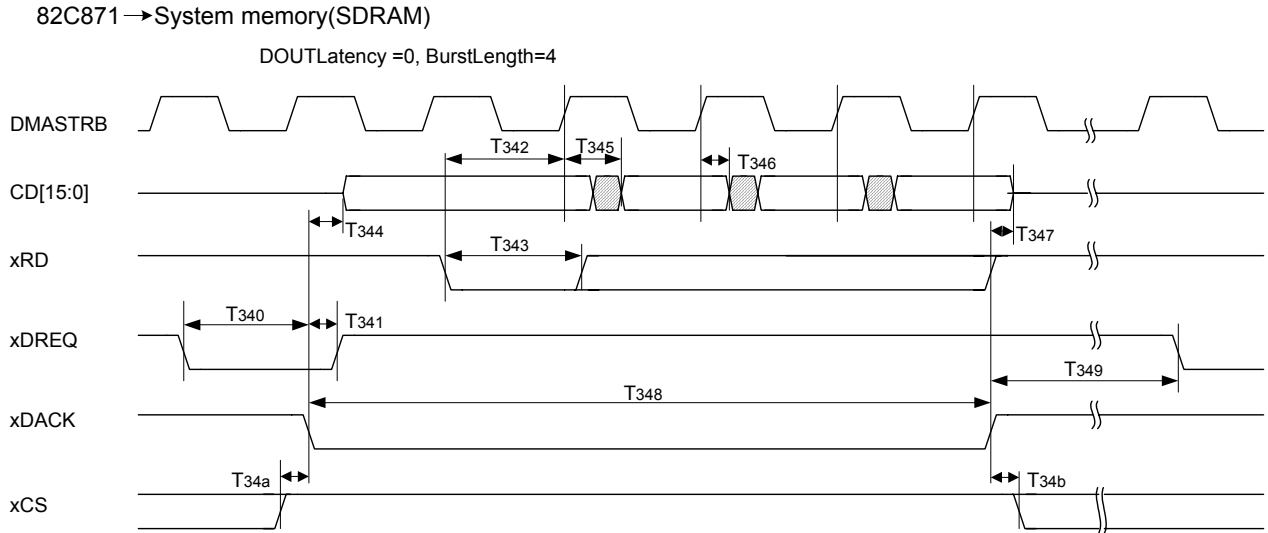 82C871→System memory(SDRAM)
DOUTLatency =0, BurstLength=4
DMASTRB
T342
T345
T346
CD[15:0]
T344
T347
xRD
T343
T340
T341
xDREQ
T349
T348
xDACK
T34a
T34b
xCS